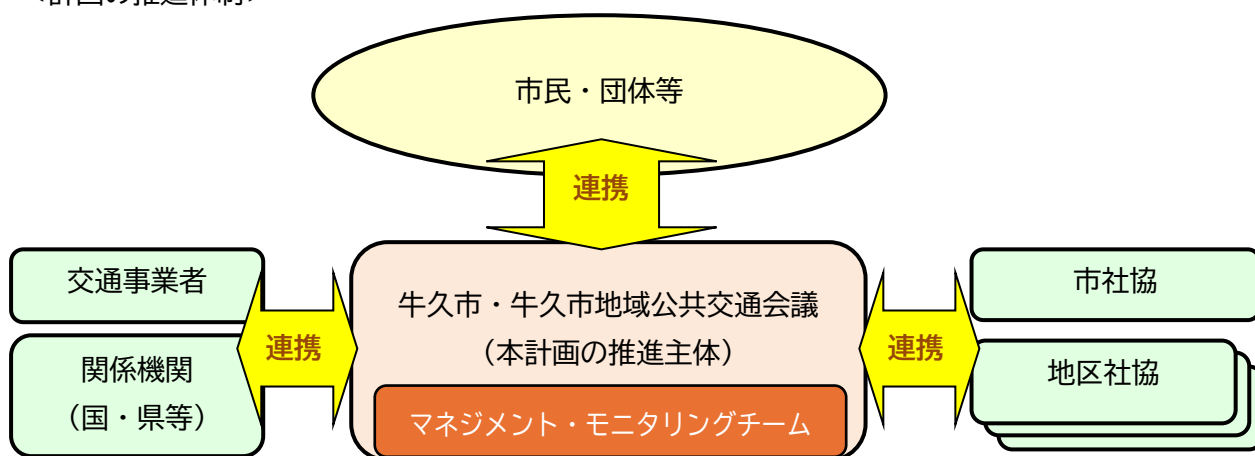 市民・団体等
連携
交通事業者
関係機関
（国・県等）
連携
牛久市・牛久市地域公共交通会議
（本計画の推進主体）
マネジメント・モニタリングチーム
連携
市社協
地区社協